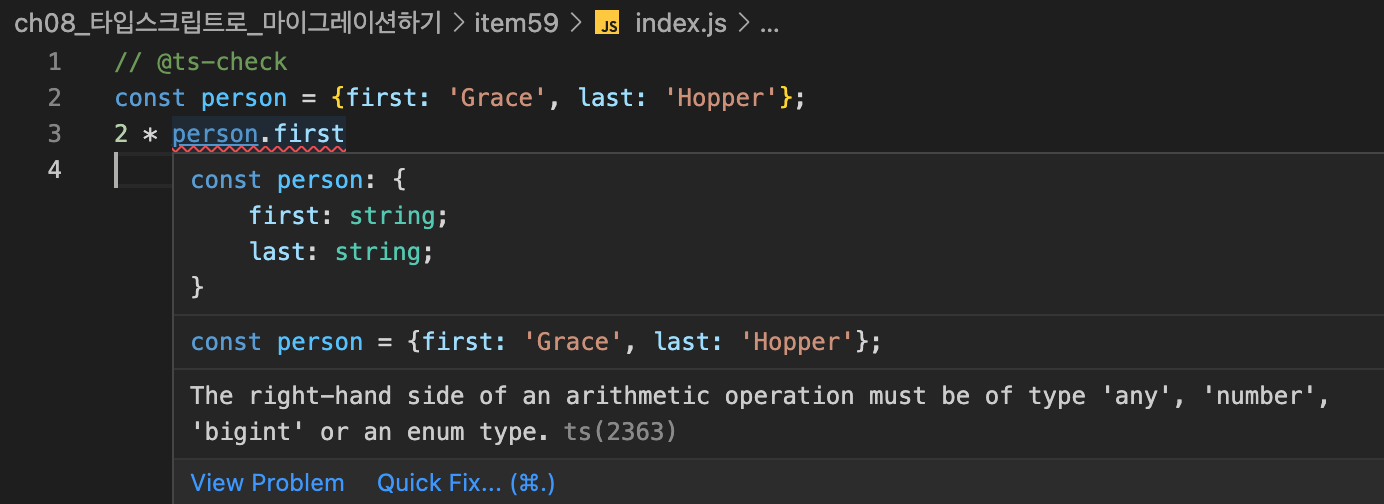 ch08_타입스크립트로_마이그레이션하기 > item59 > JS index.js > ...
1 // @ts-check
2 const person = {first: 'Grace', last: 'Hopper'};
3 2 * person.first
4
const person: {
    first: string;
    last: string;
}
const person = {first: 'Grace', last: 'Hopper'};
The right-hand side of an arithmetic operation must be of type 'any', 'number',
'bigint' or an enum type. ts(2363)
View Problem Quick Fix... (⌘.)